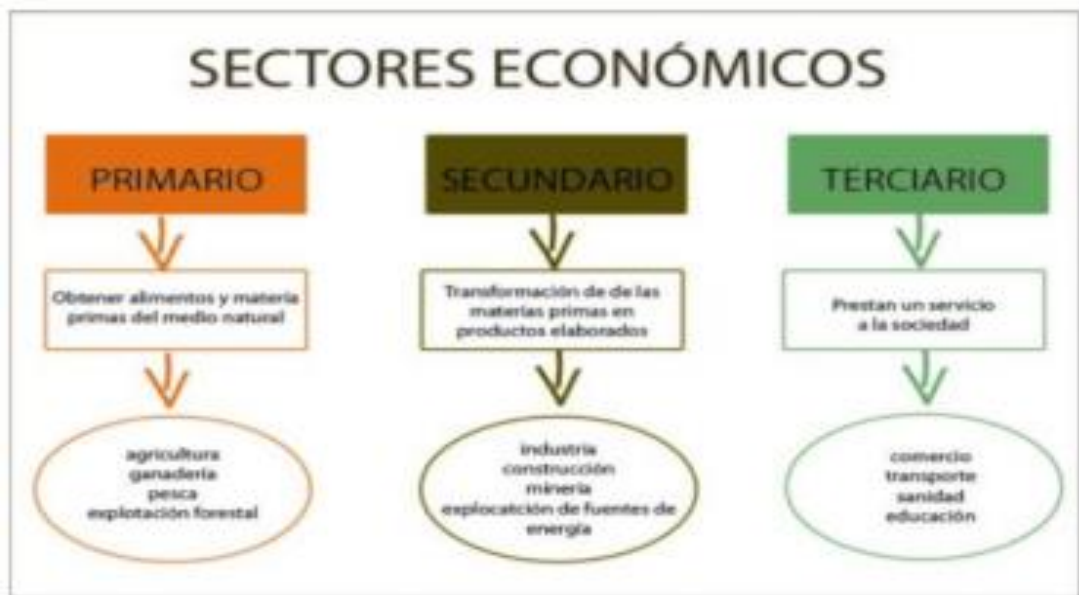 SECTORES ECONÓMICOS
PRIMARIO
Obtener alimentos y materia
primas del medio natural
agricultura
ganadería
pesca
explotación forestal
SECUNDARIO
Transformación de de las
materias primas en
productos elaborados
industria
construcción
minería
explocatción de fuentes de
energía
TERCIARIO
Prestan un servicio
a la sociedad
comercio
transporte
sanidad
educación